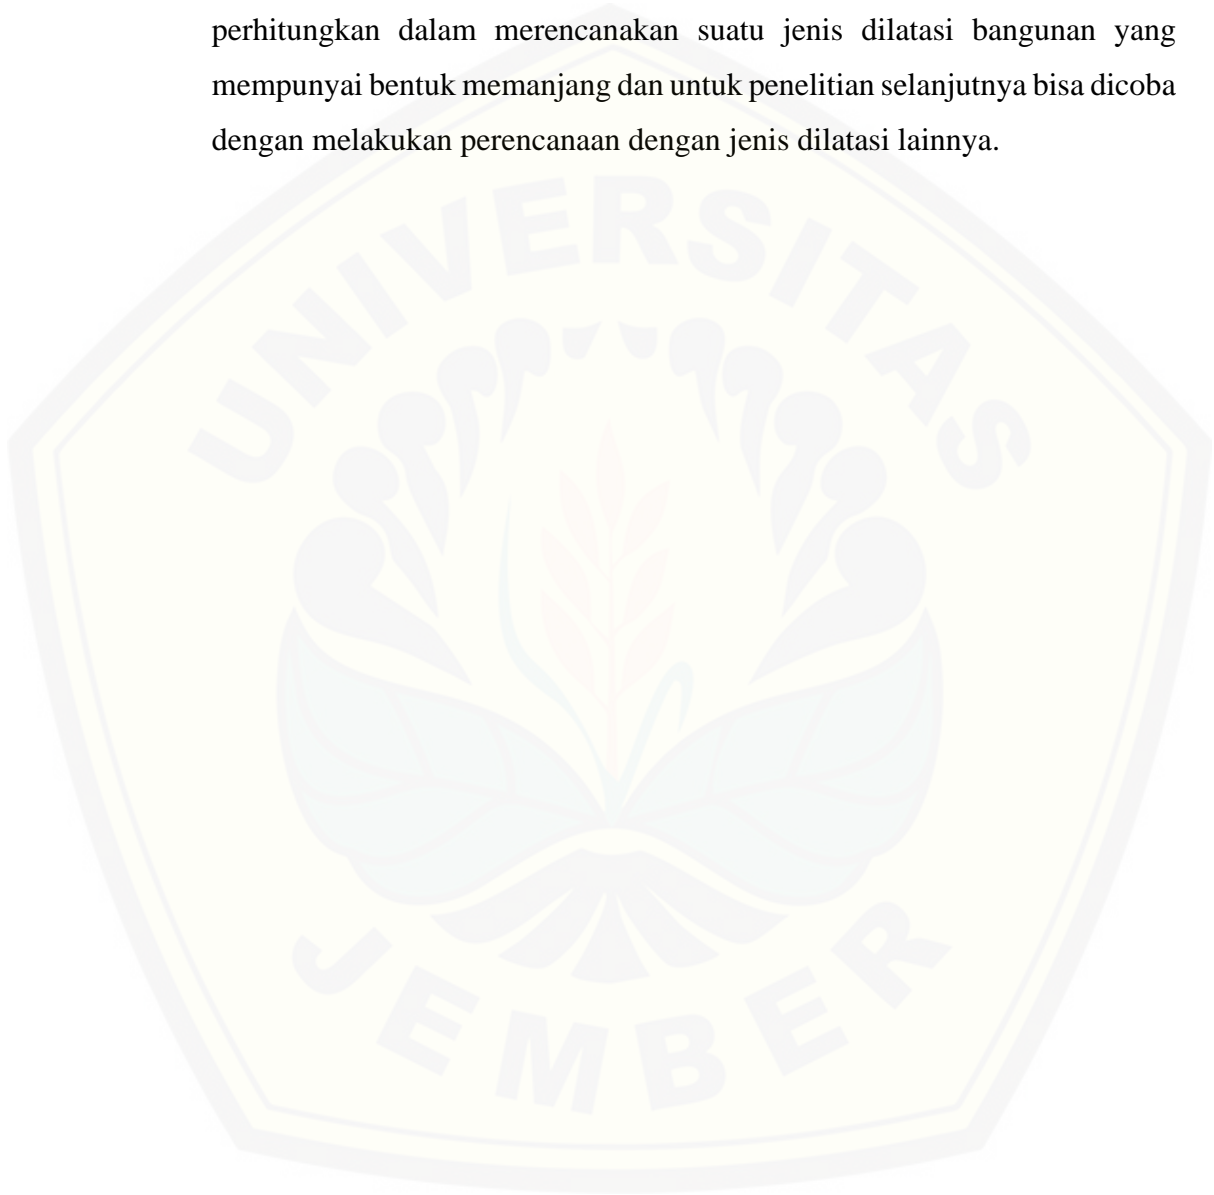 perhitungkan dalam merencanakan suatu jenis dilatasi bangunan yang
mempunyai bentuk memanjang dan untuk penelitian selanjutnya bisa dicoba
dengan melakukan perencanaan dengan jenis dilatasi lainnya.
UNIVERSITAS
JEMBER